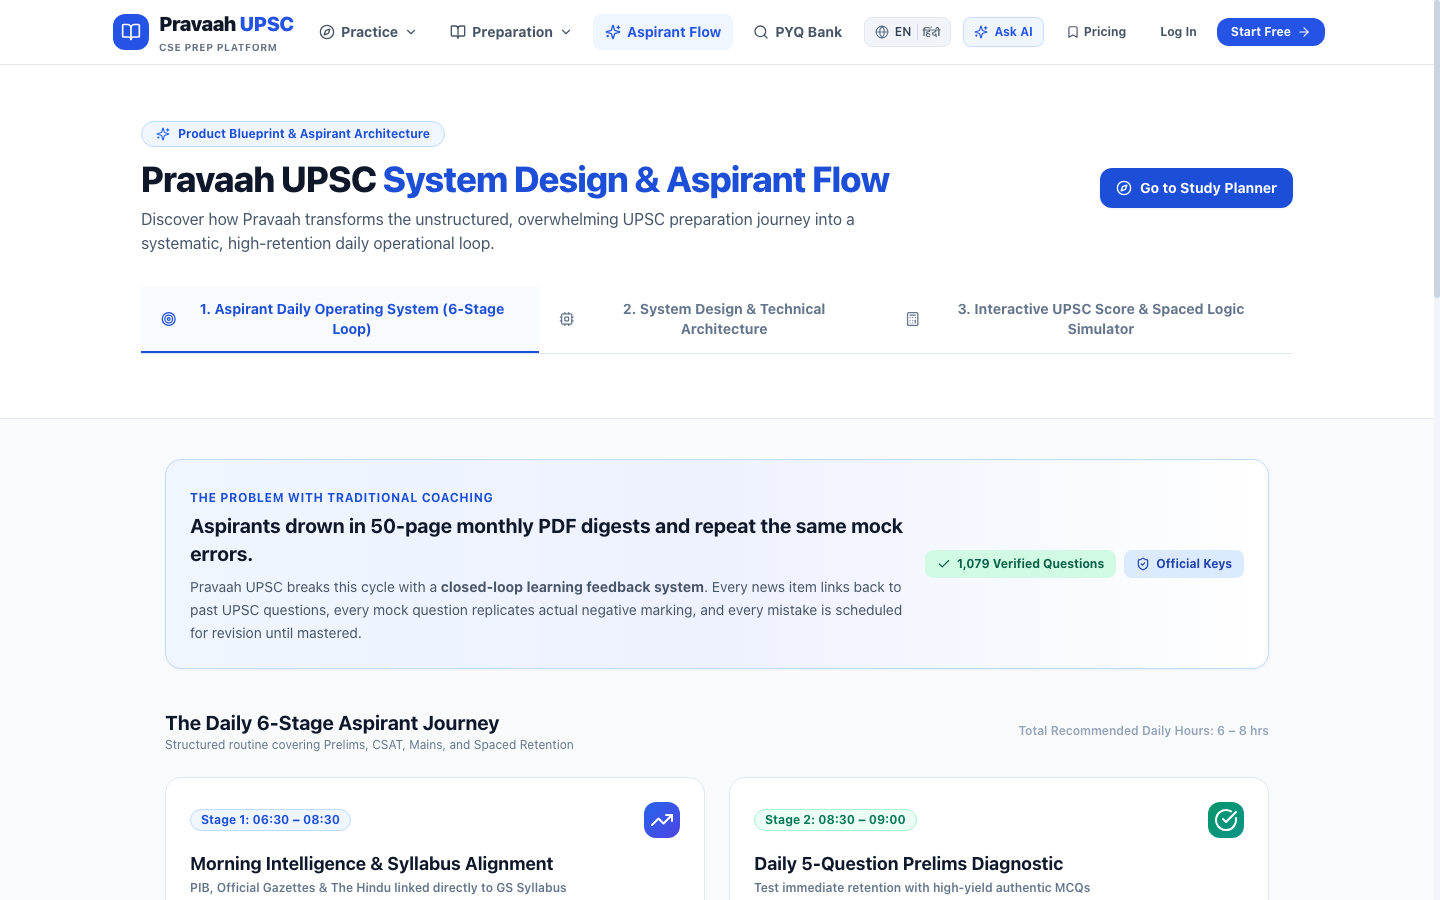 Pravaah UPSC
CSE PREP PLATFORM
Practice
Preparation
Aspirant Flow
PYQ Bank
EN | हिंदी
Ask AI
Pricing
Log In
Start Free
Product Blueprint & Aspirant Architecture
Pravaah UPSC System Design & Aspirant Flow
Discover how Pravaah transforms the unstructured, overwhelming UPSC preparation journey into a
systematic, high-retention daily operational loop.
Go to Study Planner
1. Aspirant Daily Operating System (6-Stage
Loop)
2. System Design & Technical
Architecture
3. Interactive UPSC Score & Spaced Logic
Simulator
THE PROBLEM WITH TRADITIONAL COACHING
Aspirants drown in 50-page monthly PDF digests and repeat the same mock
errors.
Pravaah UPSC breaks this cycle with a closed-loop learning feedback system. Every news item links back to
past UPSC questions, every mock question replicates actual negative marking, and every mistake is scheduled
for revision until mastered.
1,079 Verified Questions
Official Keys
The Daily 6-Stage Aspirant Journey
Structured routine covering Prelims, CSAT, Mains, and Spaced Retention
Total Recommended Daily Hours: 6 – 8 hrs
Stage 1: 06:30 – 08:30
Morning Intelligence & Syllabus Alignment
PIB, Official Gazettes & The Hindu linked directly to GS Syllabus
Stage 2: 08:30 – 09:00
Daily 5-Question Prelims Diagnostic
Test immediate retention with high-yield authentic MCQs